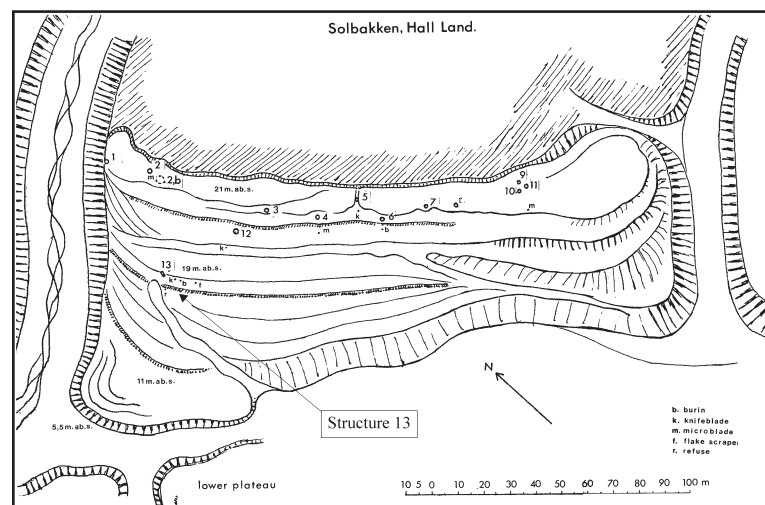 Solbakken, Hall Land.
1
2
m
2,b
21 m.ab.s.
9
10
11
m
5
k
3
4
m
6
b
7
r.
12
k
13
19 m.ab.s.
k
b
f
r
11 m.ab.s.
5,5 m.ab.s.
lower plateau
Structure 13
N
b. burin
k. knifeblade
m. microblade
f. flake scraper
r. refuse
10 5 0 10 20 30 40 50 60 80 100 m